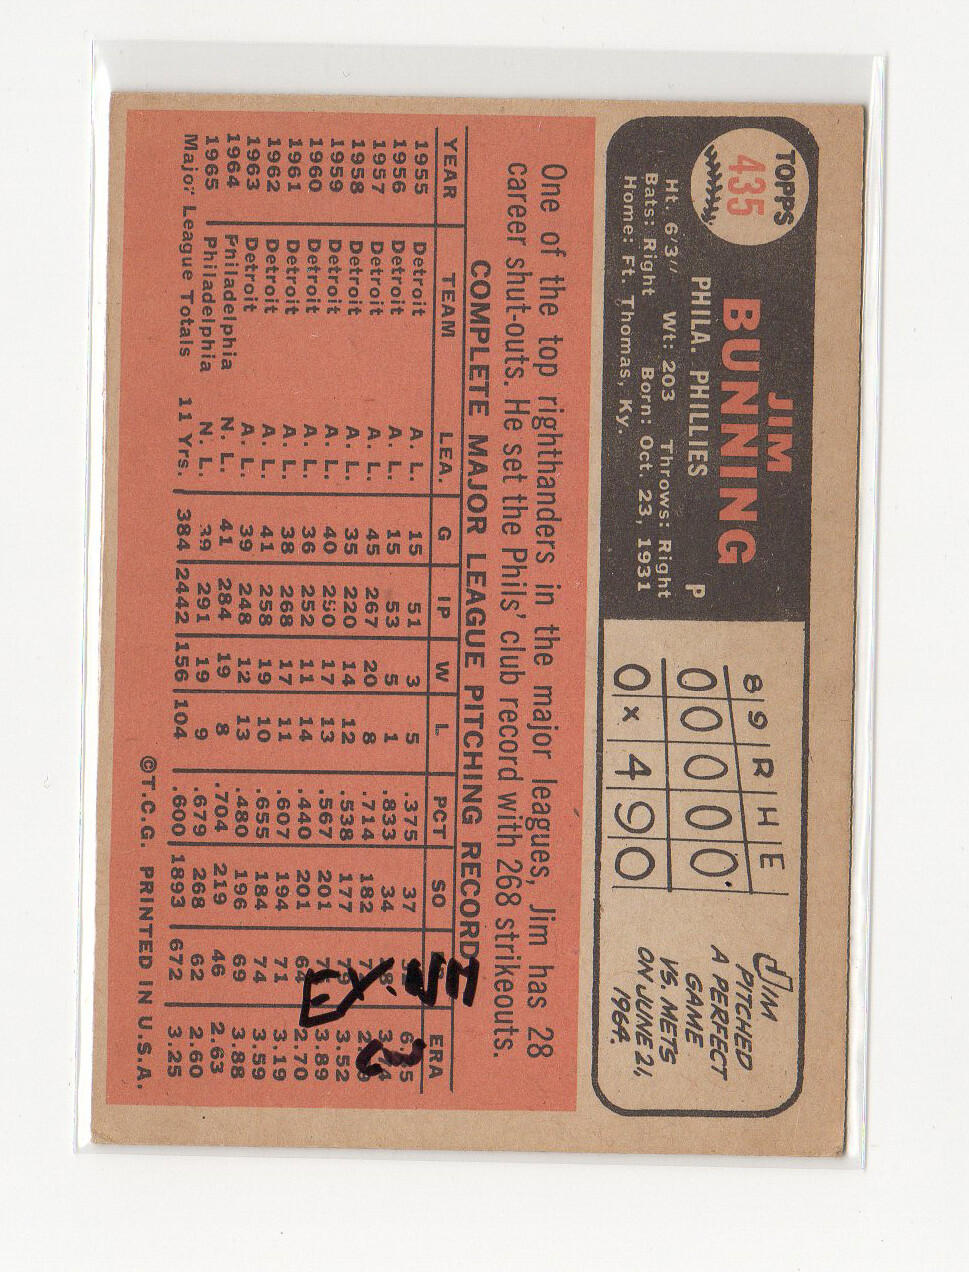 TOPPS
435
JIM
BUNNING
PHILA. PHILLIES P
Ht. 6'3" Wt: 203 Throws: Right
Bats: Right Born: Oct. 23, 1931
Home: Ft. Thomas, Ky.
8 9 R H E
0 0 0 0 0
0 x 4 9 0
JIM
PITCHED
A PERFECT
GAME
VS. METS
ON JUNE 21,
1964.
One of the top righthanders in the major leagues, Jim has 28
career shut-outs. He set the Phils' club record with 268 strikeouts.
COMPLETE MAJOR LEAGUE PITCHING RECORD
YEAR TEAM LEA. G IP W L PCT SO ERA
1955 Detroit A. L. 15 51 3 5 .375 37
1956 Detroit A. L. 15 53 5 1 .833 34
1957 Detroit A. L. 45 267 20 8 .714 182
1958 Detroit A. L. 35 220 14 12 .538 177 3.52
1959 Detroit A. L. 40 250 17 13 .567 201 3.89
1960 Detroit A. L. 36 252 11 14 .440 201 64 2.70
1961 Detroit A. L. 38 268 17 11 .607 194 71 3.19
1962 Detroit A. L. 41 258 19 10 .655 184 74 3.59
1963 Detroit A. L. 39 248 12 13 .480 196 69 3.88
1964 Philadelphia N. L. 41 284 19 8 .704 219 46 2.63
1965 Philadelphia N. L. 39 291 19 9 .679 268 62 2.60
Major League Totals 11 Yrs. 384 2442 156 104 .600 1893 672 3.25
©T.C.G. PRINTED IN U.S.A.
EX-NM